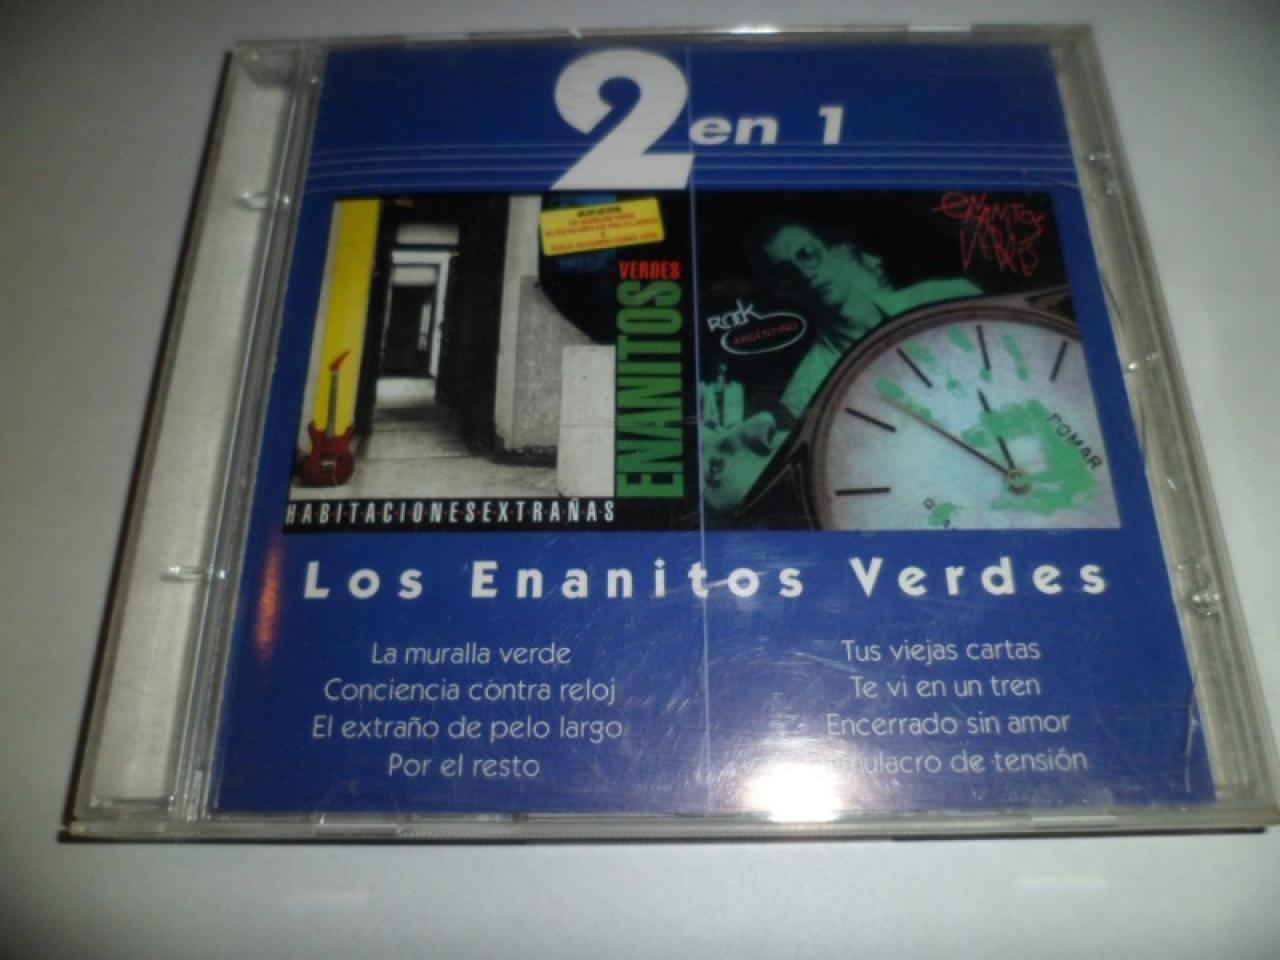 2 en 1
VERDES
ENANITOS
HABITACIONESEXTRAÑAS
ENANITOS
VERDES
ROCK
ARGENTINO
POMAR
Los Enanitos Verdes
La muralla verde
Conciencia contra reloj
El extraño de pelo largo
Por el resto
Tus viejas cartas
Te vi en un tren
Encerrado sin amor
de tensión